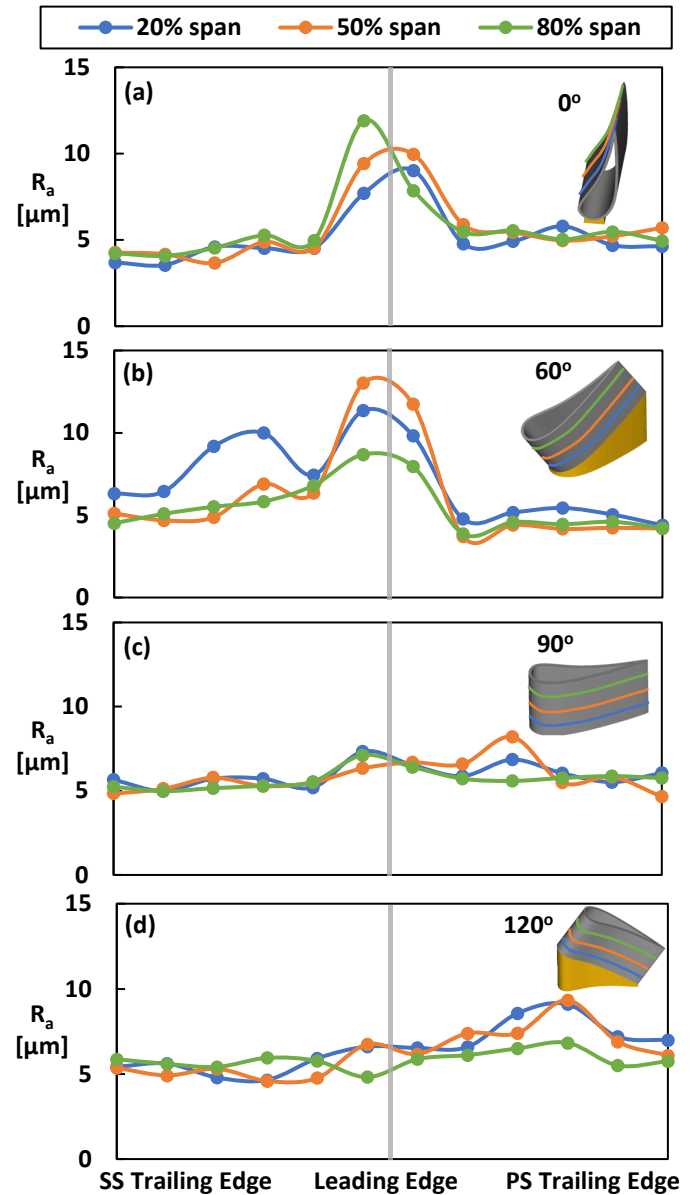 20% span 50% span 80% span
(a)
0°
15
10
5
0
Rₐ
[µm]
(b)
60°
15
10
5
0
Rₐ
[µm]
(c)
90°
15
10
5
0
Rₐ
[µm]
(d)
120°
15
10
5
0
Rₐ
[µm]
SS Trailing Edge Leading Edge PS Trailing Edge